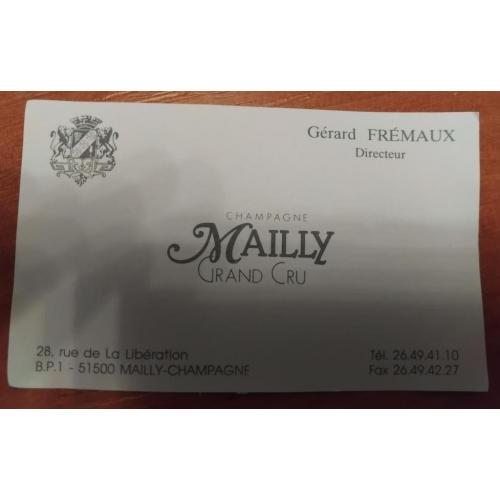 Gérard FRÉMAUX
Directeur
CHAMPAGNE
MAILLY
GRAND CRU
28, rue de La Libération
B.P.1 - 51500 MAILLY-CHAMPAGNE
Tél. 26.49.41.10
Fax 26.49.42.27